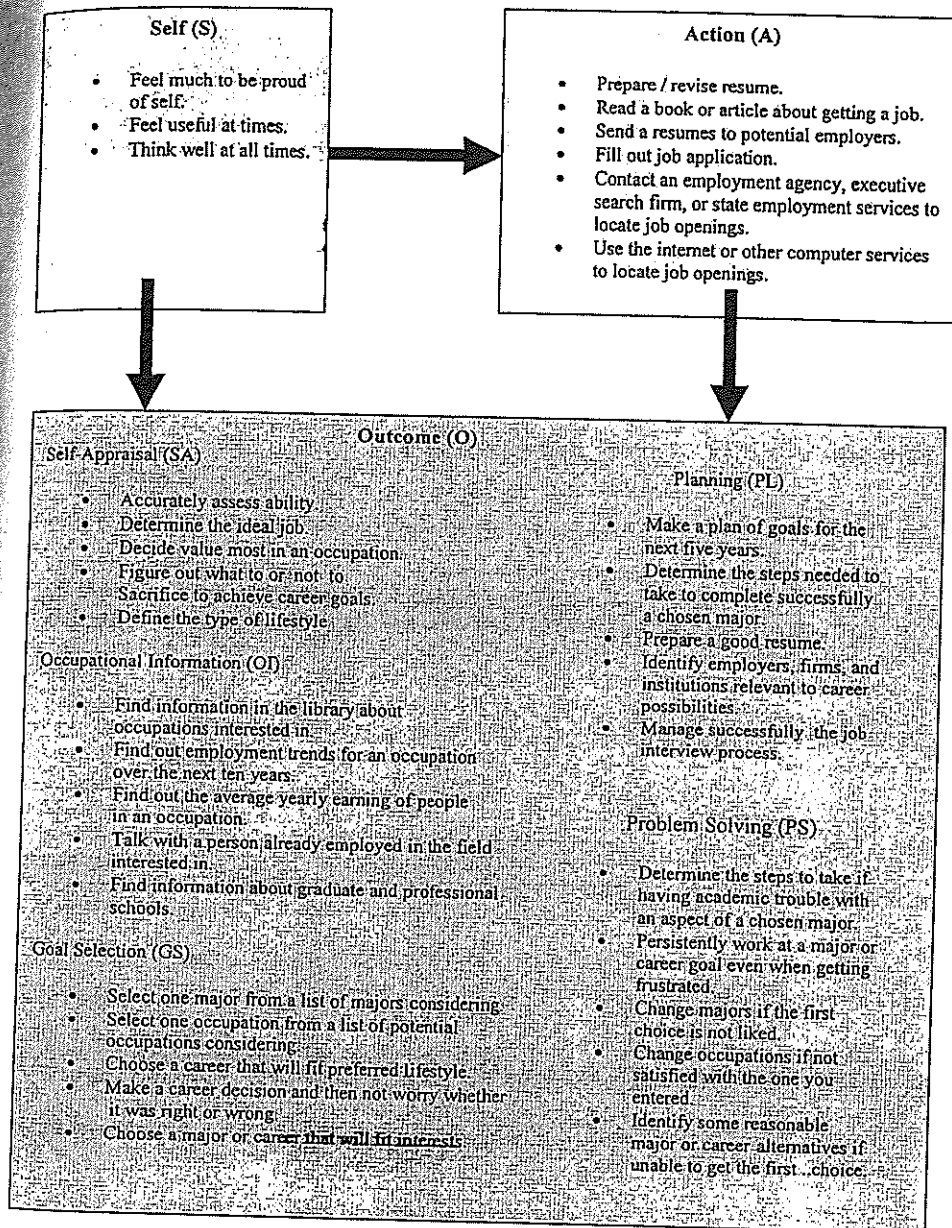 Self (S)
• Feel much to be proud
of self.
• Feel useful at times.
• Think well at all times.
Action (A)
• Prepare / revise resume.
• Read a book or article about getting a job.
• Send a resumes to potential employers.
• Fill out job application.
• Contact an employment agency, executive
search firm, or state employment services to
locate job openings.
• Use the internet or other computer services
to locate job openings.
Outcome (O)
Self-Appraisal (SA)
• Accurately assess ability
• Determine the ideal job
• Decide value most in an occupation.
• Figure out what to or not to
Sacrifice to achieve career goals.
• Define the type of lifestyle
Occupational Information (OI)
• Find information in the library about
occupations interested in.
• Find out employment trends for an occupation
over the next ten years.
• Find out the average yearly earning of people
in an occupation.
• Talk with a person already employed in the field
interested in.
• Find information about graduate and professional
schools.
Goal Selection (GS)
• Select one major from a list of majors considering
• Select one occupation from a list of potential
occupations considering
• Choose a career that will fit preferred lifestyle.
• Make a career decision and then not worry whether
it was right or wrong
• Choose a major or career that will fit interests
Planning (PL)
• Make a plan of goals for the
next five years.
• Determine the steps needed to
take to complete successfully
a chosen major.
• Prepare a good resume.
• Identify employers, firms, and
institutions relevant to career
possibilities.
• Manage successfully the job
interview process.
Problem Solving (PS)
• Determine the steps to take if
having academic trouble with
an aspect of a chosen major.
• Persistently work at a major or
career goal even when getting
frustrated.
• Change majors if the first
choice is not liked.
• Change occupations if not
satisfied with the one you
entered.
• Identify some reasonable
major or career alternatives if
unable to get the first choice.